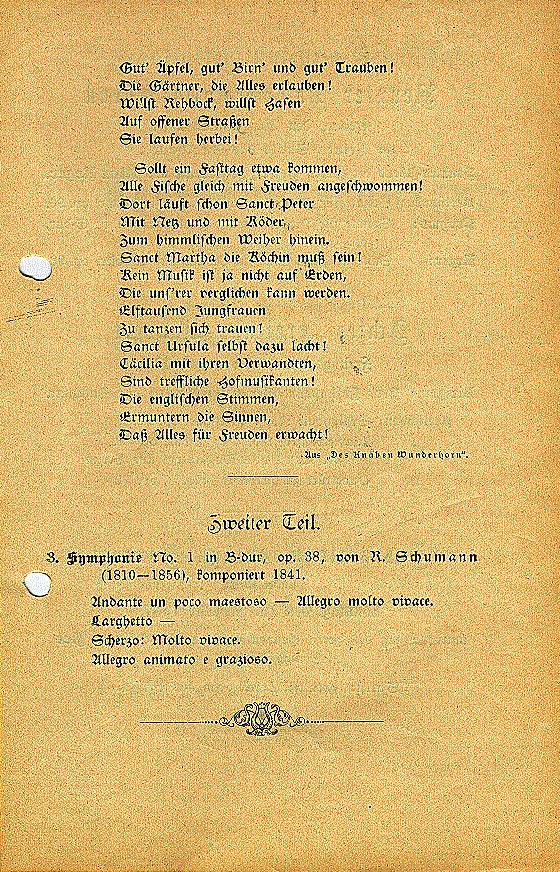 Gut' Äpfel, gut' Birn' und gut' Trauben!
Die Gärtner, die Alles erlauben!
Willst Rehbock, willst Hasen
Auf offener Straßen
Sie laufen herbei!
Sollt ein Fasttag etwa kommen,
Alle Fische gleich mit Freuden angeschwommen!
Dort läuft schon Sanct Peter
Mit Netz und mit Köder,
Zum himmlischen Weiher hinein.
Sanct Martha die Köchin muß sein!
Kein Musik ist ja nicht auf Erden,
Die uns'rer verglichen kann werden.
Elftausend Jungfrauen
Zu tanzen sich trauen!
Sanct Ursula selbst dazu lacht!
Cäcilia mit ihren Verwandten,
Sind treffliche Hofmusikanten!
Die englischen Stimmen,
Ermuntern die Sinnen,
Daß Alles für Freuden erwacht!
Aus „Des Knaben Wunderhorn".
Zweiter Teil.
3. Symphonie No. 1 in B-dur, op. 38, von R. Schumann
(1810—1856), komponiert 1841.
Andante un poco maestoso — Allegro molto vivace.
Larghetto —
Scherzo: Molto vivace.
Allegro animato e grazioso.